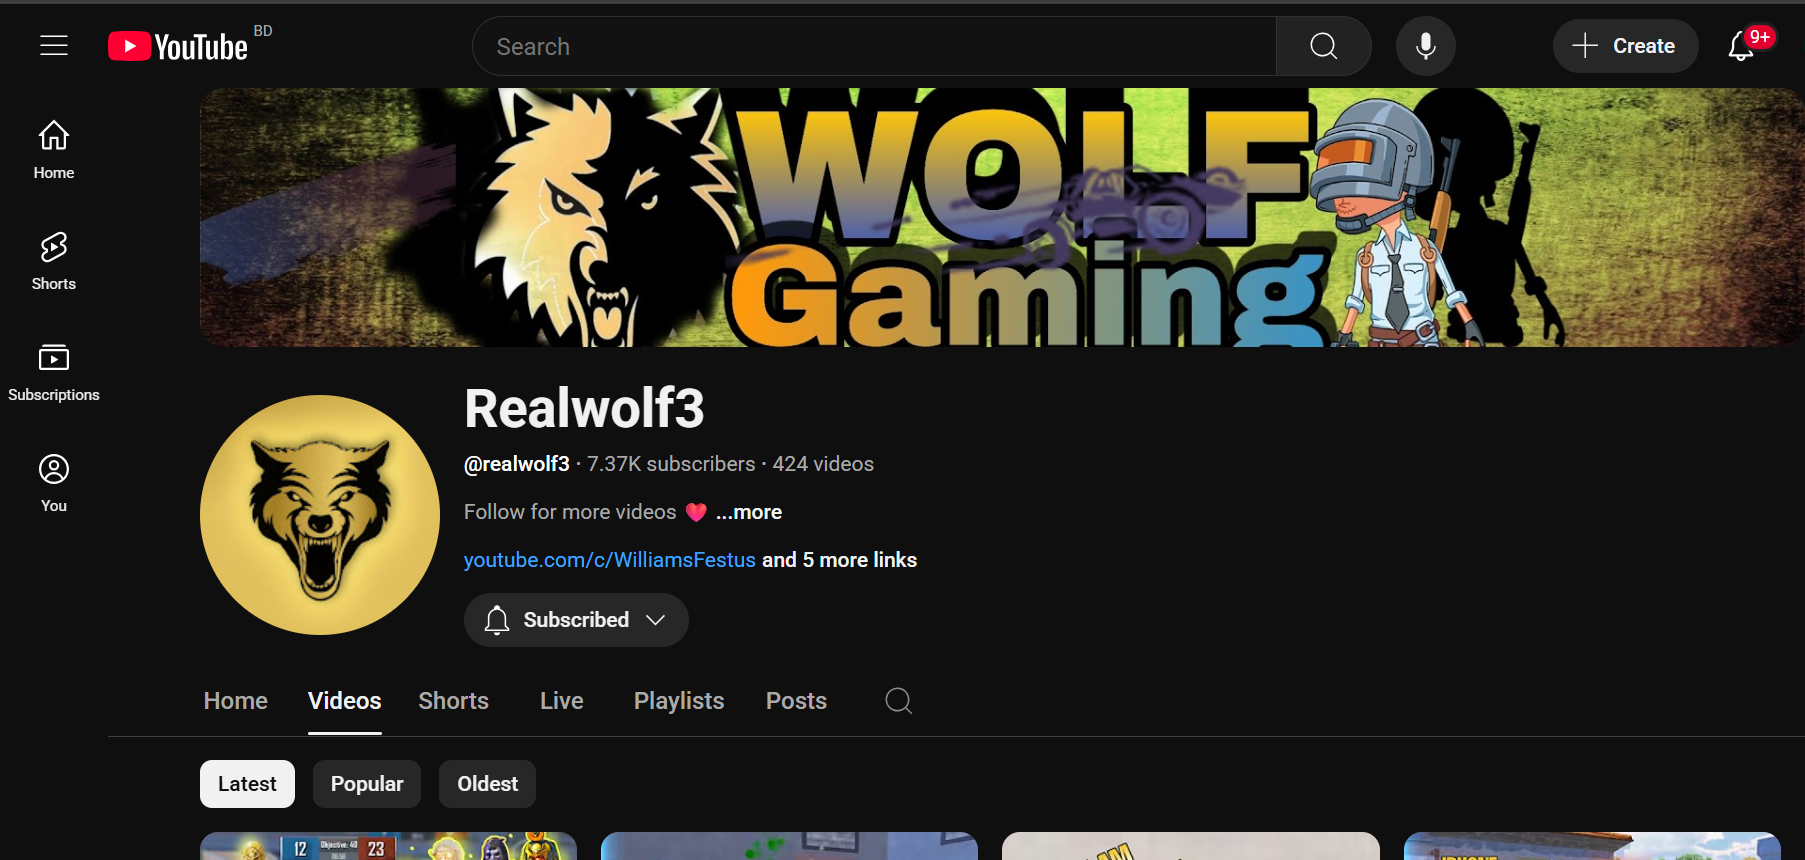 YouTube BD
Search
Create
9+
Home
Shorts
Subscriptions
You
WOLF
Gaming
Realwolf3
@realwolf3 · 7.37K subscribers · 424 videos
Follow for more videos 💗 ...more
youtube.com/c/WilliamsFestus and 5 more links
Subscribed
Home Videos Shorts Live Playlists Posts
Latest Popular Oldest
12 Objective: 40 23